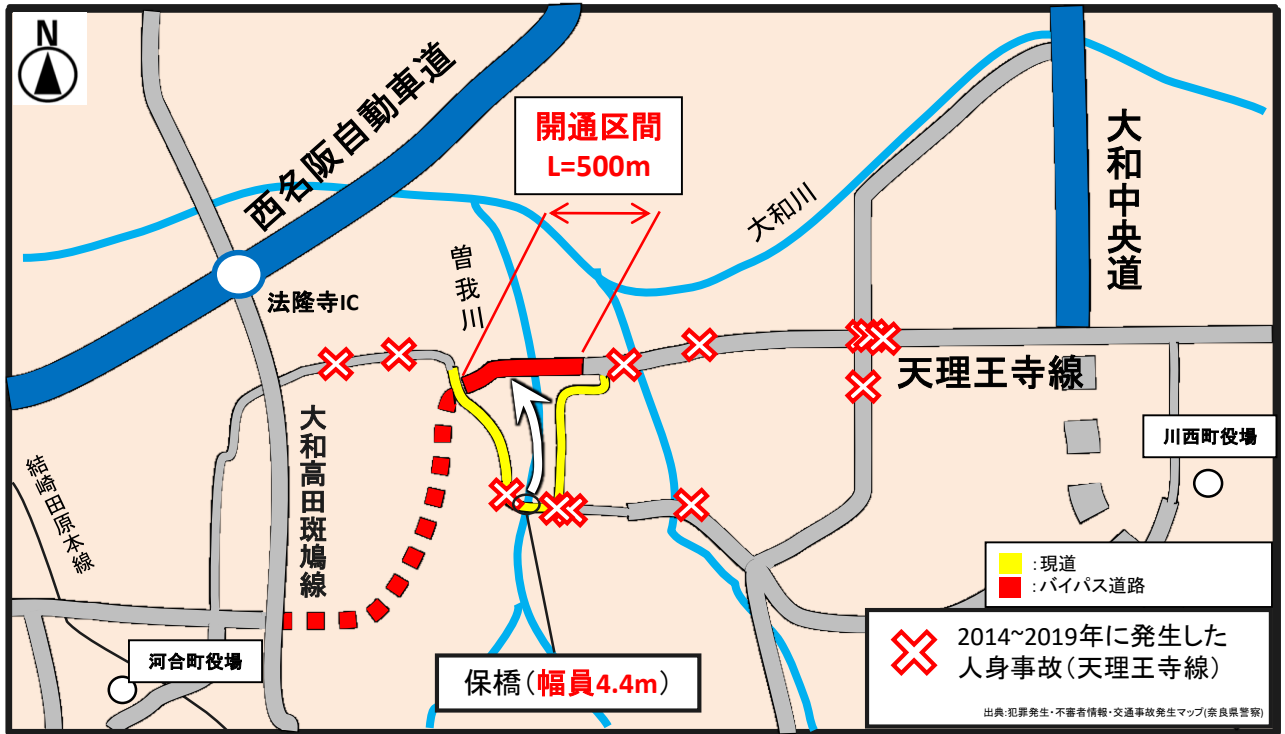 N
西名阪自動車道
開通区間
L=500m
大和中央道
大和川
曽我川
法隆寺IC
天理王寺線
大和高田斑鳩線
川西町役場
結崎田原本線
:現道
:バイパス道路
河合町役場
保橋(幅員4.4m)
2014~2019年に発生した
人身事故(天理王寺線)
出典:犯罪発生・不審者情報・交通事故発生マップ(奈良県警察)